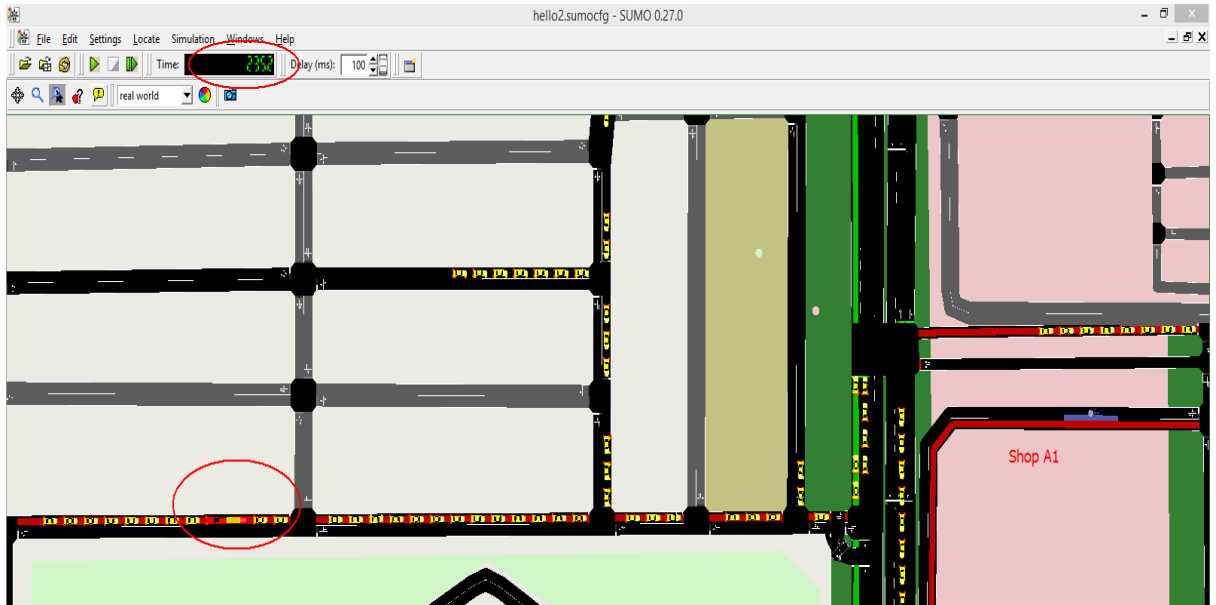 hello2.sumocfg - SUMO 0.27.0
File Edit Settings Locate Simulation Windows Help
Time: 2352 Delay (ms): 100
real world
Shop A1